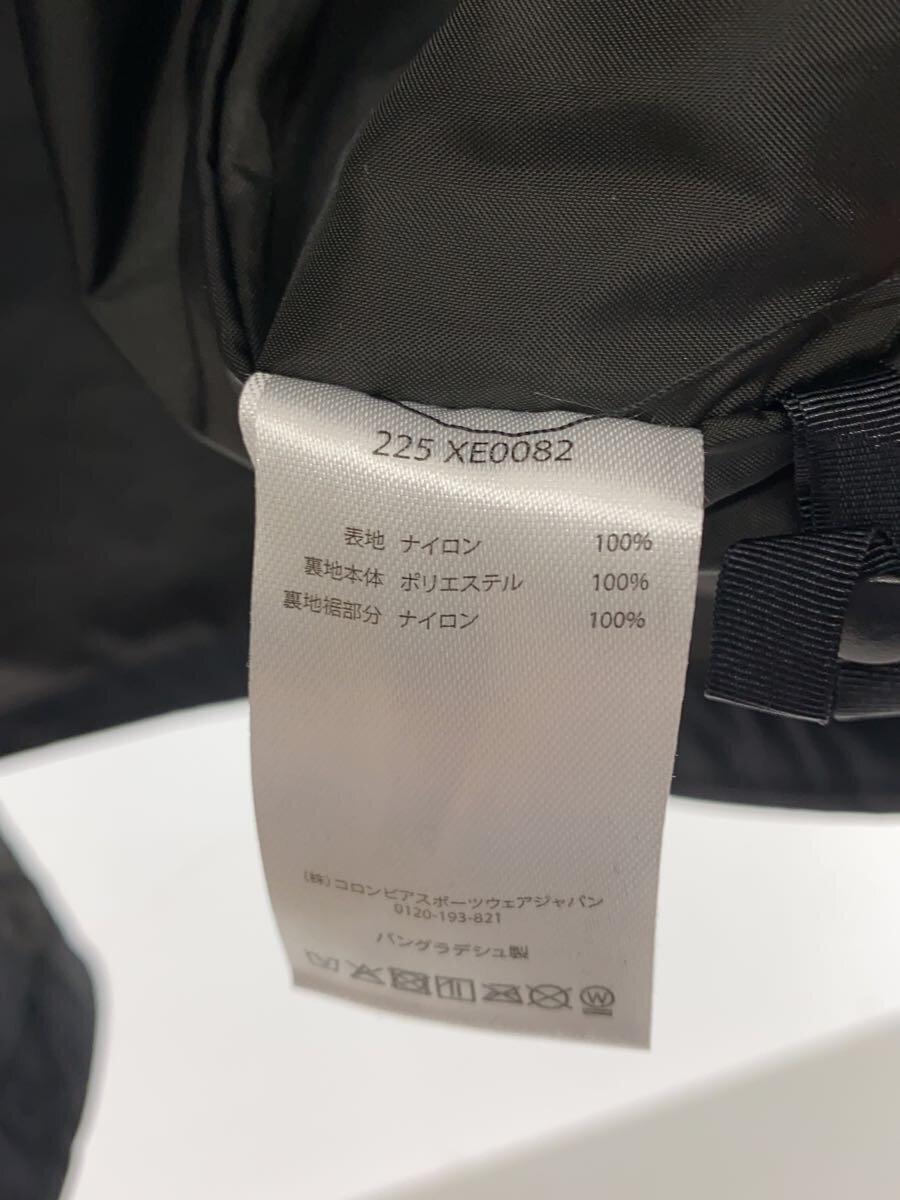 225 XE0082
表地 ナイロン 100%
裏地本体 ポリエステル 100%
裏地裾部分 ナイロン 100%
(株)コロンビアスポーツウェアジャパン
0120-193-821
バングラデシュ製
W